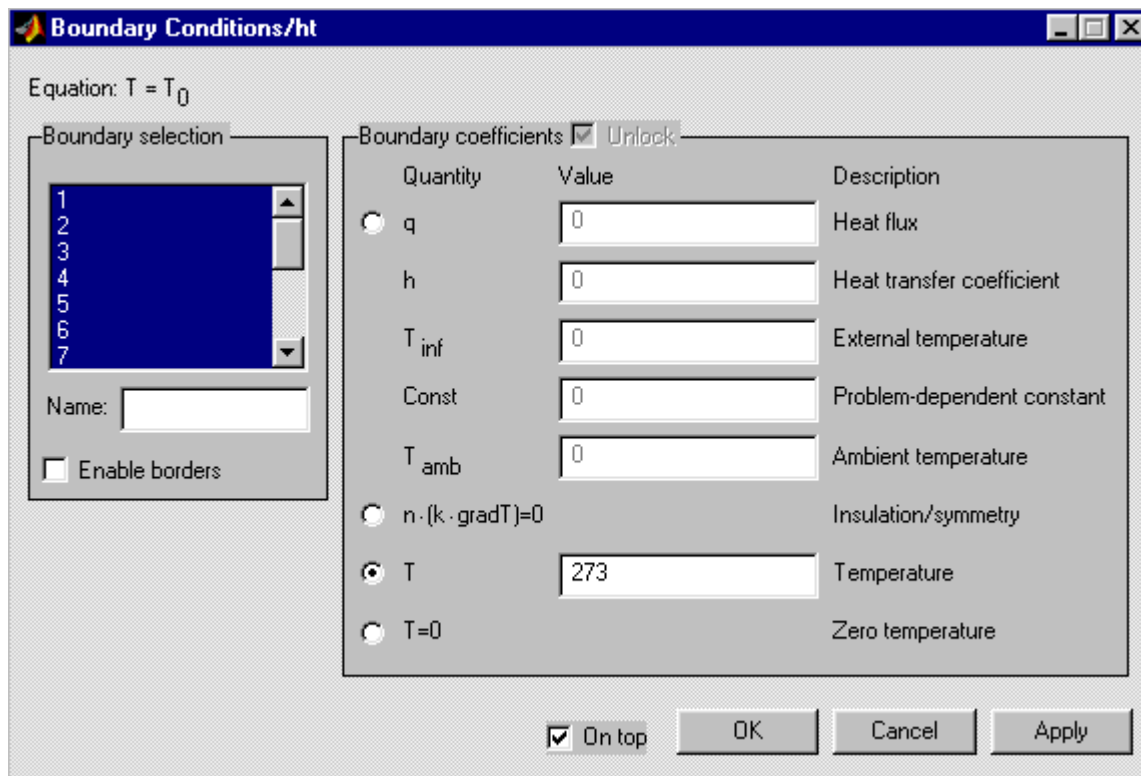 Boundary Conditions/ht
Equation: T = T0
Boundary selection
1
2
3
4
5
6
7
Name:
Enable borders
Boundary coefficients Unlock
Quantity Value Description
q 0 Heat flux
h 0 Heat transfer coefficient
T inf 0 External temperature
Const 0 Problem-dependent constant
T amb 0 Ambient temperature
n·(k·gradT)=0 Insulation/symmetry
T 273 Temperature
T=0 Zero temperature
On top OK Cancel Apply